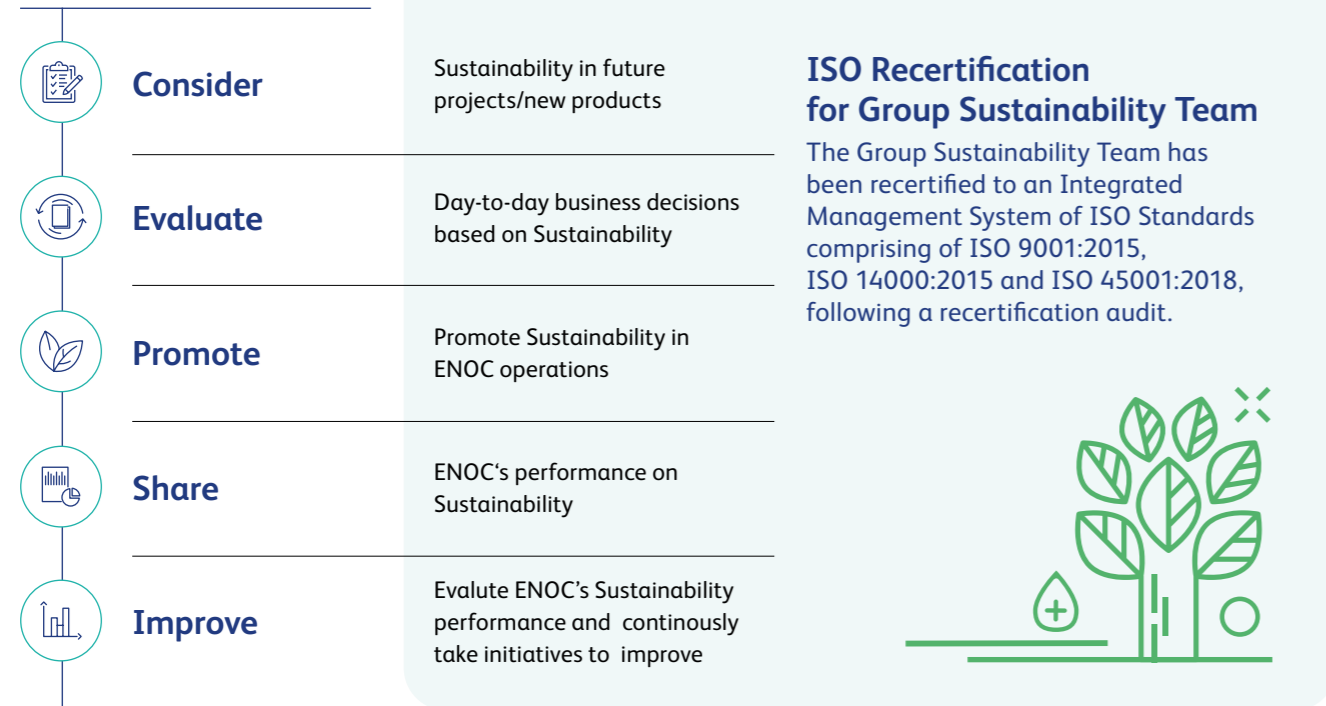 Consider
Sustainability in future
projects/new products
Evaluate
Day-to-day business decisions
based on Sustainability
Promote
Promote Sustainability in
ENOC operations
Share
ENOC‘s performance on
Sustainability
Improve
Evalute ENOC’s Sustainability
performance and continously
take initiatives to improve
ISO Recertification
for Group Sustainability Team
The Group Sustainability Team has
been recertified to an Integrated
Management System of ISO Standards
comprising of ISO 9001:2015,
ISO 14000:2015 and ISO 45001:2018,
following a recertification audit.